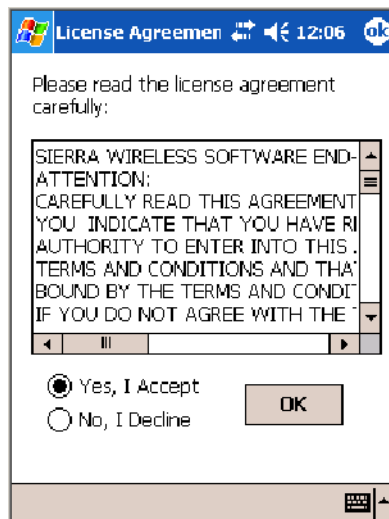 License Agreemen 12:06 ok
Please read the license agreement
carefully:
SIERRA WIRELESS SOFTWARE END-
ATTENTION:
CAREFULLY READ THIS AGREEMENT
YOU INDICATE THAT YOU HAVE
AUTHORITY TO ENTER INTO THIS
TERMS AND CONDITIONS AND THA
BOUND BY THE TERMS AND CONDI
IF YOU DO NOT AGREE WITH THE
Yes, I Accept
OK
No, I Decline